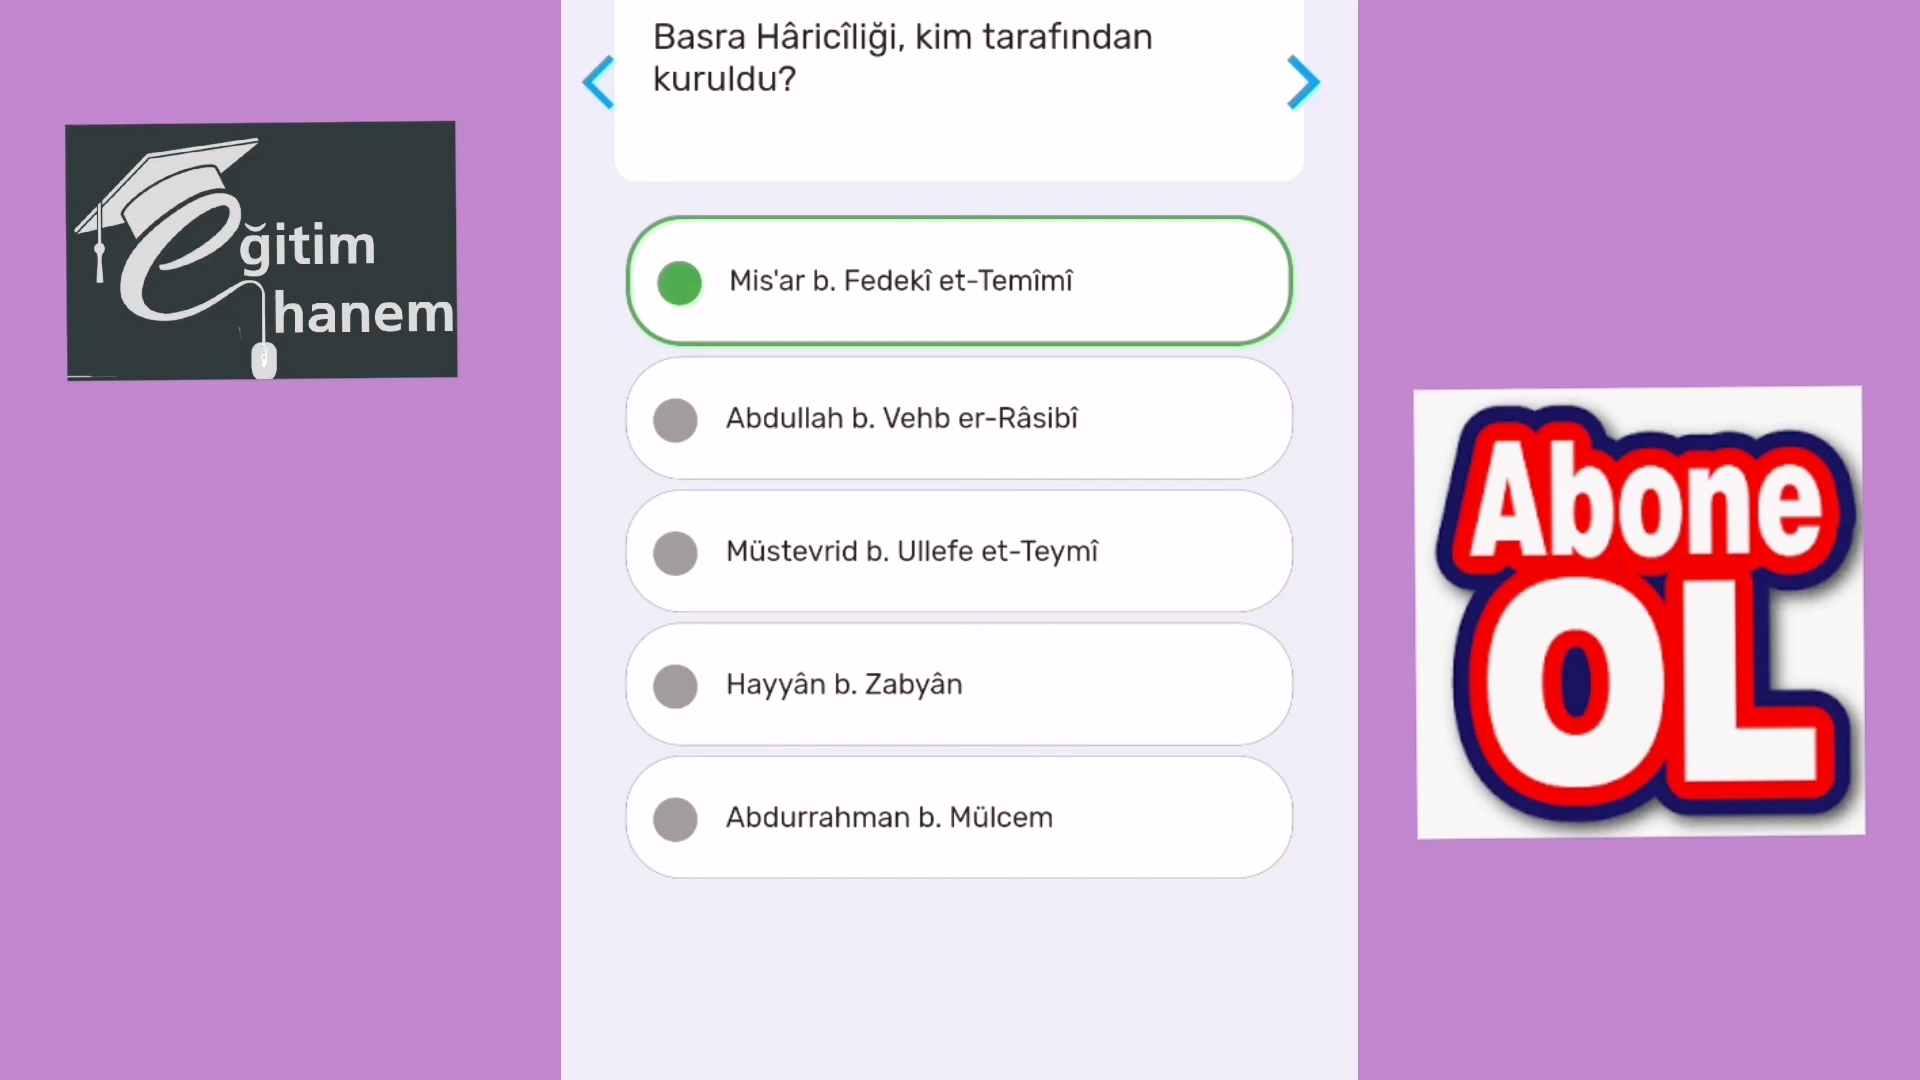 Basra Hâricîliği, kim tarafından
kuruldu?
eğitim
hanem
Mis'ar b. Fedekî et-Temîmî
Abdullah b. Vehb er-Râsibî
Müstevrid b. Ullefe et-Teymî
Hayyân b. Zabyân
Abdurrahman b. Mülcem
Abone
OL